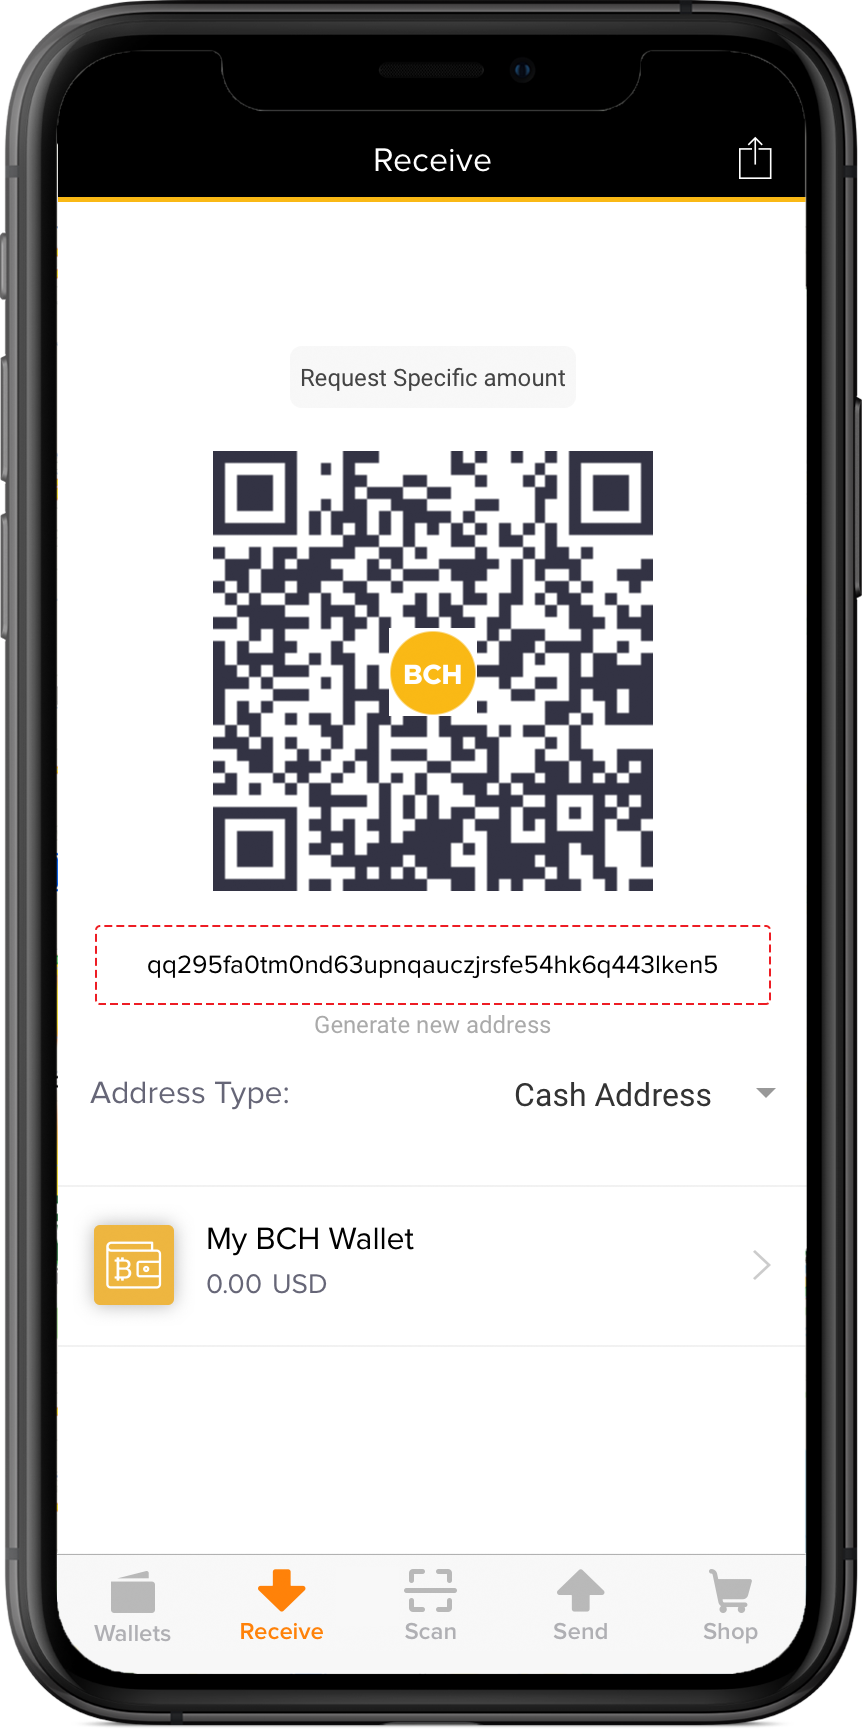 Receive
Request Specific amount
BCH
qq295fa0tm0nd63upnqauczjrsfe54hk6q443lken5
Generate new address
Address Type:
Cash Address
My BCH Wallet
0.00 USD
Wallets
Receive
Scan
Send
Shop